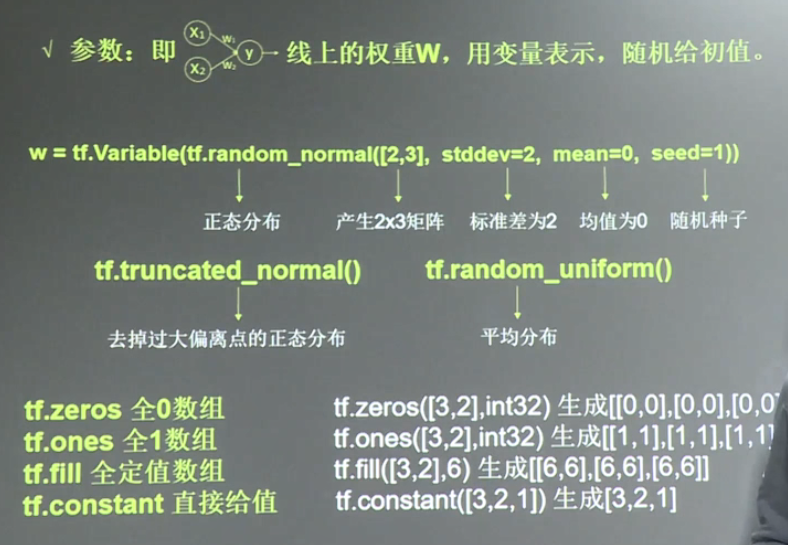 √ 参数：即 X₁ X₂ W₁ W₂ y 线上的权重W，用变量表示，随机给初值。
w = tf.Variable(tf.random_normal([2,3], stddev=2, mean=0, seed=1))
正态分布 产生2x3矩阵 标准差为2 均值为0 随机种子
tf.truncated_normal() tf.random_uniform()
去掉过大偏离点的正态分布 平均分布
tf.zeros 全0数组 tf.zeros([3,2],int32) 生成[[0,0],[0,0],[0,0
tf.ones 全1数组 tf.ones([3,2],int32) 生成[[1,1],[1,1],[1,1]
tf.fill 全定值数组 tf.fill([3,2],6) 生成[[6,6],[6,6],[6,6]]
tf.constant 直接给值 tf.constant([3,2,1]) 生成[3,2,1]